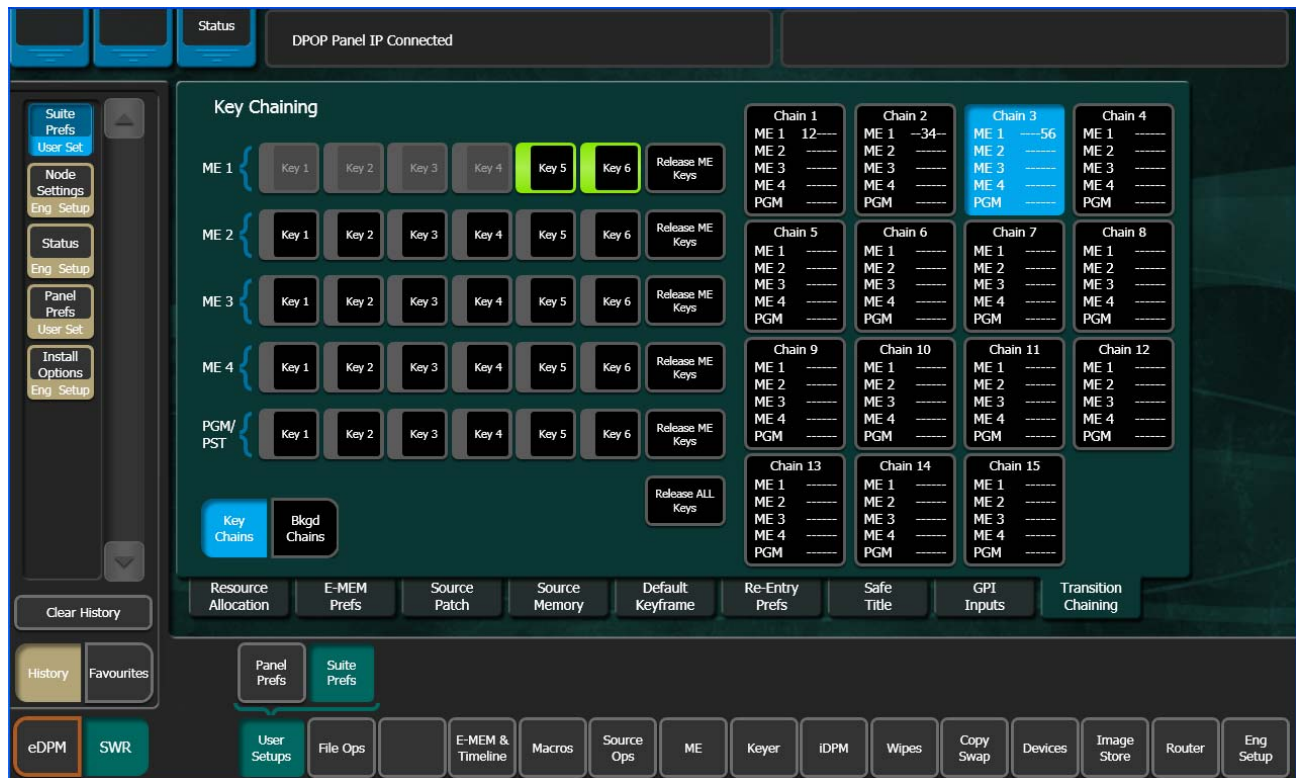 Status
DPOP Panel IP Connected
Suite
Prefs
User Set
Node
Settings
Eng Setup
Status
Eng Setup
Panel
Prefs
User Set
Install
Options
Eng Setup
Clear History
History Favourites
Key Chaining
ME 1 { Key 1 Key 2 Key 3 Key 4 Key 5 Key 6 Release ME Keys
ME 2 { Key 1 Key 2 Key 3 Key 4 Key 5 Key 6 Release ME Keys
ME 3 { Key 1 Key 2 Key 3 Key 4 Key 5 Key 6 Release ME Keys
ME 4 { Key 1 Key 2 Key 3 Key 4 Key 5 Key 6 Release ME Keys
PGM/PST { Key 1 Key 2 Key 3 Key 4 Key 5 Key 6 Release ME Keys
Release ALL Keys
Key Chains Bkgd Chains
Chain 1
ME 1 12----
ME 2 ------
ME 3 ------
ME 4 ------
PGM ------
Chain 2
ME 1 --34--
ME 2 ------
ME 3 ------
ME 4 ------
PGM ------
Chain 3
ME 1 ----56
ME 2 ------
ME 3 ------
ME 4 ------
PGM ------
Chain 4
ME 1 ------
ME 2 ------
ME 3 ------
ME 4 ------
PGM ------
Chain 5
ME 1 ------
ME 2 ------
ME 3 ------
ME 4 ------
PGM ------
Chain 6
ME 1 ------
ME 2 ------
ME 3 ------
ME 4 ------
PGM ------
Chain 7
ME 1 ------
ME 2 ------
ME 3 ------
ME 4 ------
PGM ------
Chain 8
ME 1 ------
ME 2 ------
ME 3 ------
ME 4 ------
PGM ------
Chain 9
ME 1 ------
ME 2 ------
ME 3 ------
ME 4 ------
PGM ------
Chain 10
ME 1 ------
ME 2 ------
ME 3 ------
ME 4 ------
PGM ------
Chain 11
ME 1 ------
ME 2 ------
ME 3 ------
ME 4 ------
PGM ------
Chain 12
ME 1 ------
ME 2 ------
ME 3 ------
ME 4 ------
PGM ------
Chain 13
ME 1 ------
ME 2 ------
ME 3 ------
ME 4 ------
PGM ------
Chain 14
ME 1 ------
ME 2 ------
ME 3 ------
ME 4 ------
PGM ------
Chain 15
ME 1 ------
ME 2 ------
ME 3 ------
ME 4 ------
PGM ------
Resource Allocation E-MEM Prefs Source Patch Source Memory Default Keyframe Re-Entry Prefs Safe Title GPI Inputs Transition Chaining
Panel Prefs Suite Prefs
eDPM SWR User Setups File Ops E-MEM & Timeline Macros Source Ops ME Keyer iDPM Wipes Copy Swap Devices Image Store Router Eng Setup